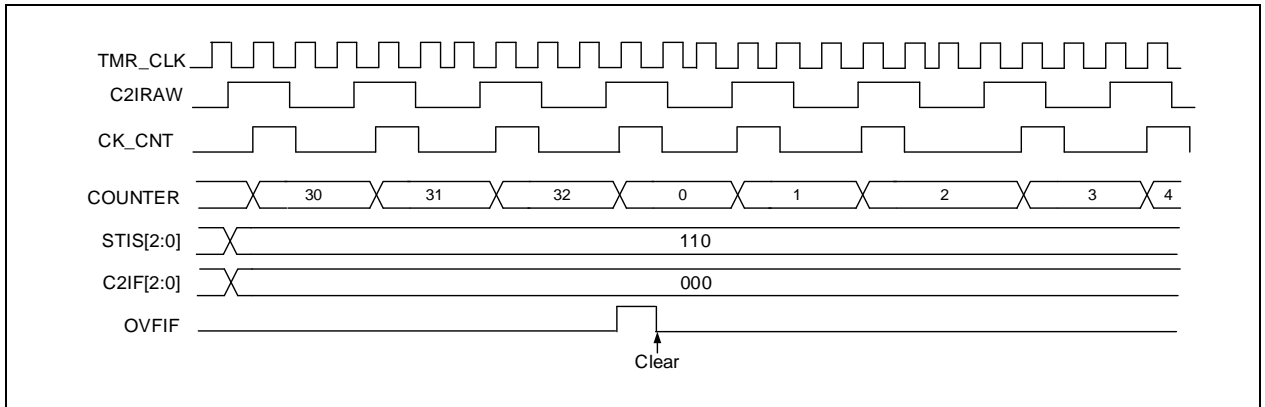 TMR_CLK
C2IRAW
CK_CNT
COUNTER 30 31 32 0 1 2 3 4
STIS[2:0] 110
C2IF[2:0] 000
OVFIF
Clear